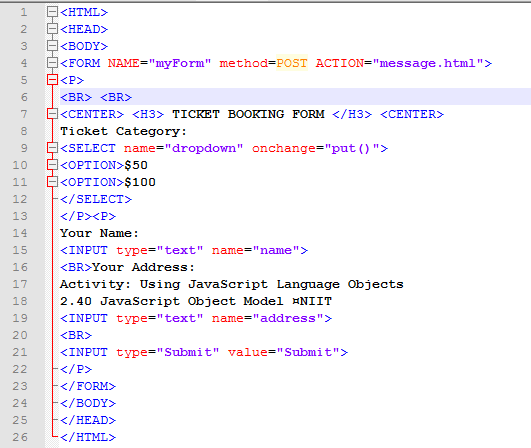 1 <HTML>
2 <HEAD>
3 <BODY>
4 <FORM NAME="myForm" method=POST ACTION="message.html">
5 <P>
6 <BR> <BR>
7 <CENTER> <H3> TICKET BOOKING FORM </H3> <CENTER>
8 Ticket Category:
9 <SELECT name="dropdown" onchange="put()">
10 <OPTION>$50
11 <OPTION>$100
12 </SELECT>
13 </P><P>
14 Your Name:
15 <INPUT type="text" name="name">
16 <BR>Your Address:
17 Activity: Using JavaScript Language Objects
18 2.40 JavaScript Object Model ¤NIIT
19 <INPUT type="text" name="address">
20 <BR>
21 <INPUT type="Submit" value="Submit">
22 </P>
23 </FORM>
24 </BODY>
25 </HEAD>
26 </HTML>